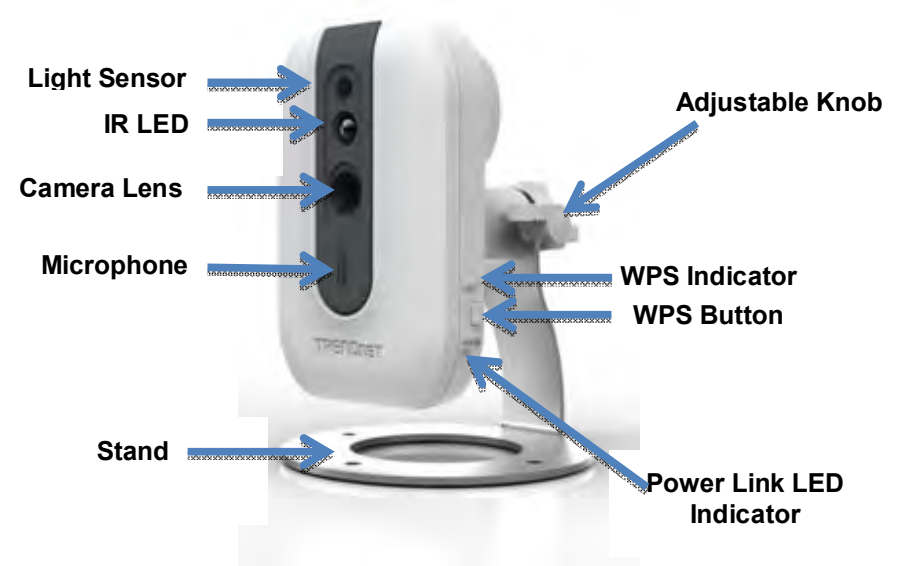 Light Sensor
IR LED
Camera Lens
Microphone
TRENDnet
Stand
Adjustable Knob
WPS Indicator
WPS Button
Power Link LED
Indicator